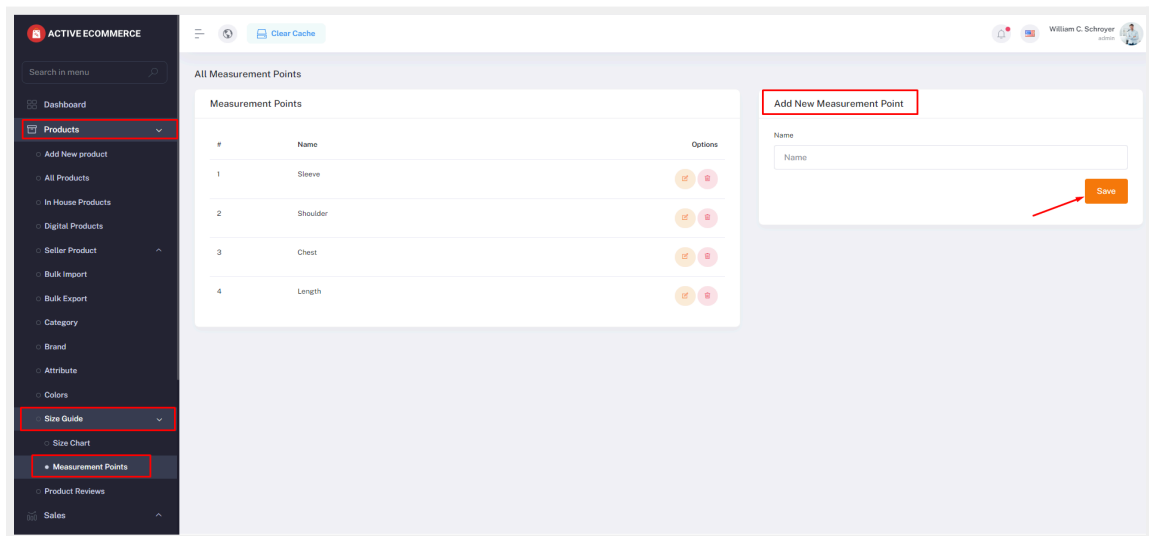 ACTIVE ECOMMERCE
Clear Cache
William C. Schroyer
admin
Search in menu
Dashboard
Products
Add New product
All Products
In House Products
Digital Products
Seller Product
Bulk Import
Bulk Export
Category
Brand
Attribute
Colors
Size Guide
Size Chart
Measurement Points
Product Reviews
Sales
All Measurement Points
Measurement Points
# Name Options
1 Sleeve
2 Shoulder
3 Chest
4 Length
Add New Measurement Point
Name
Name
Save